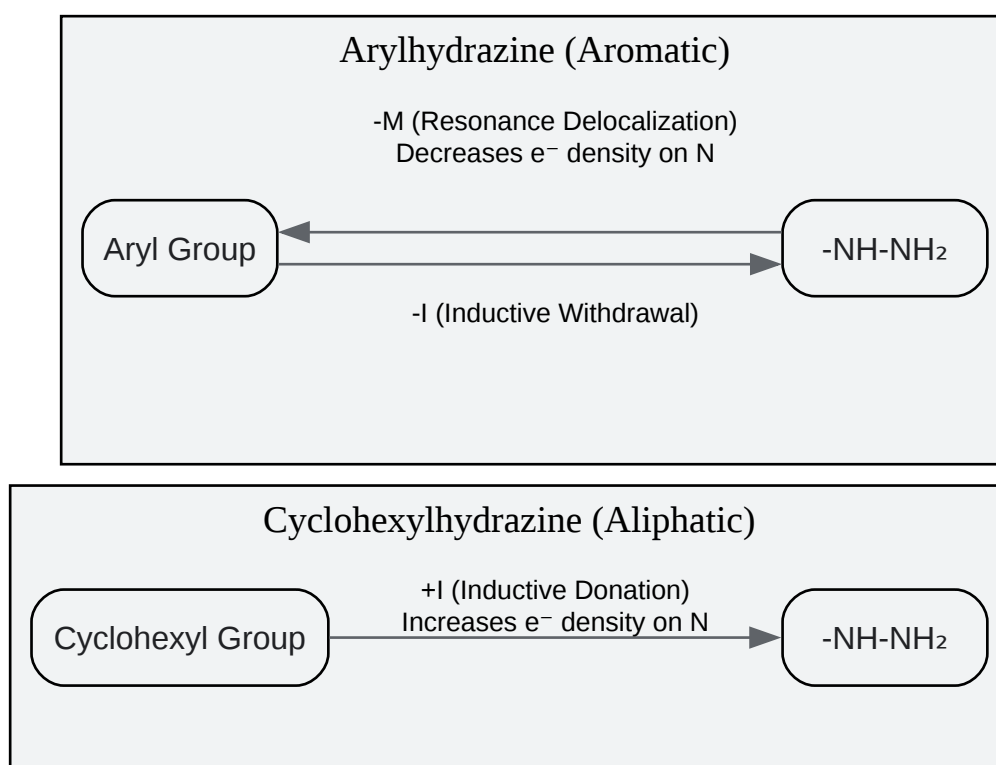 Arylhydrazine (Aromatic)
-M (Resonance Delocalization)
Decreases e⁻ density on N
Aryl Group
-NH-NH₂
-I (Inductive Withdrawal)
Cyclohexylhydrazine (Aliphatic)
+I (Inductive Donation)
Increases e⁻ density on N
Cyclohexyl Group
-NH-NH₂